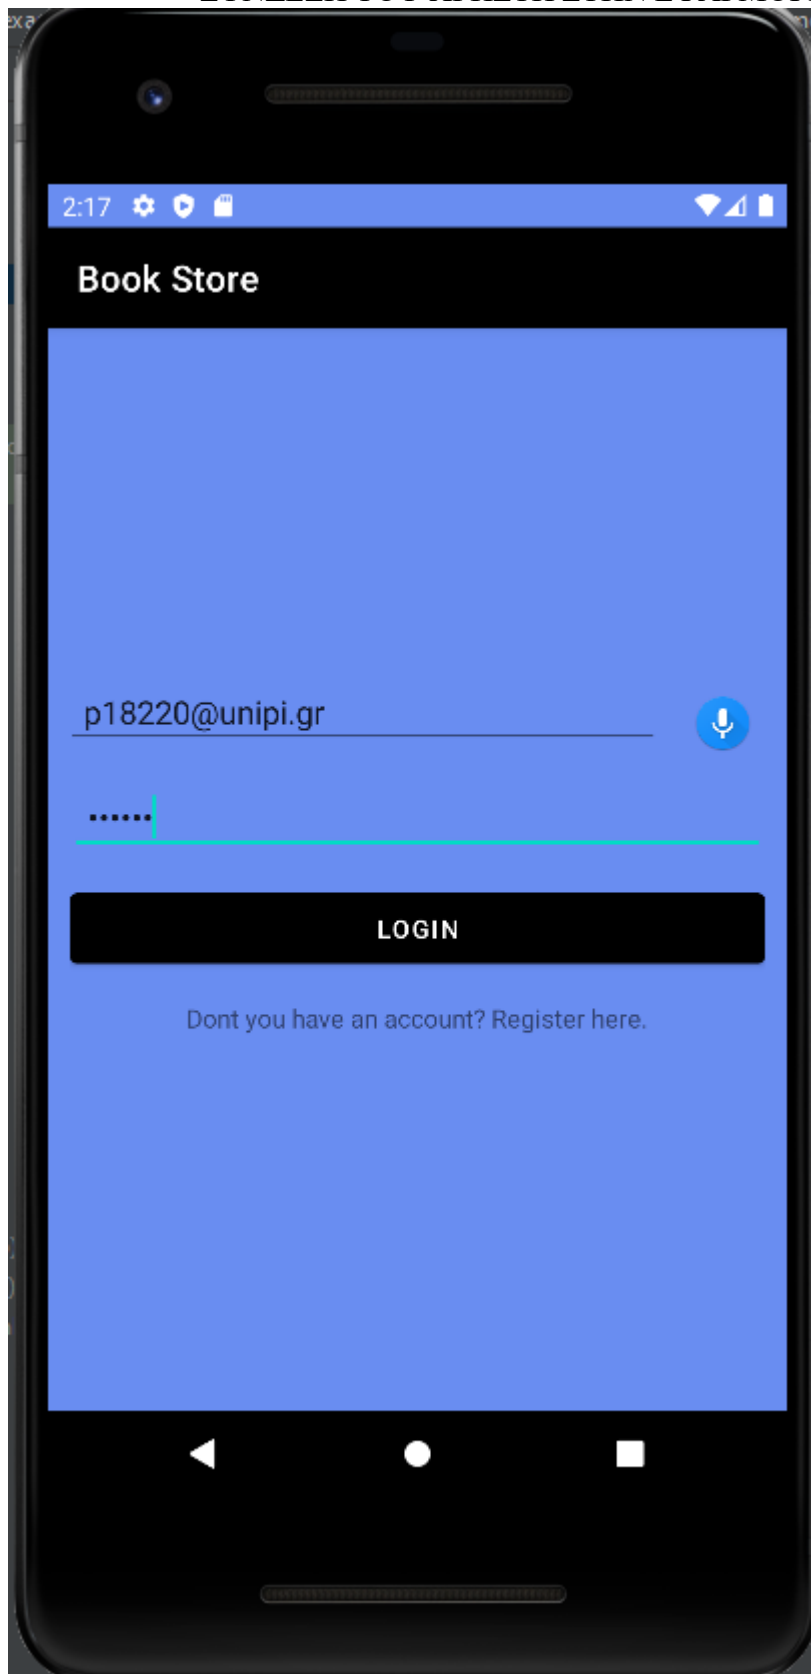 2:17
Book Store
p18220@unipi.gr
••••••
LOGIN
Dont you have an account? Register here.